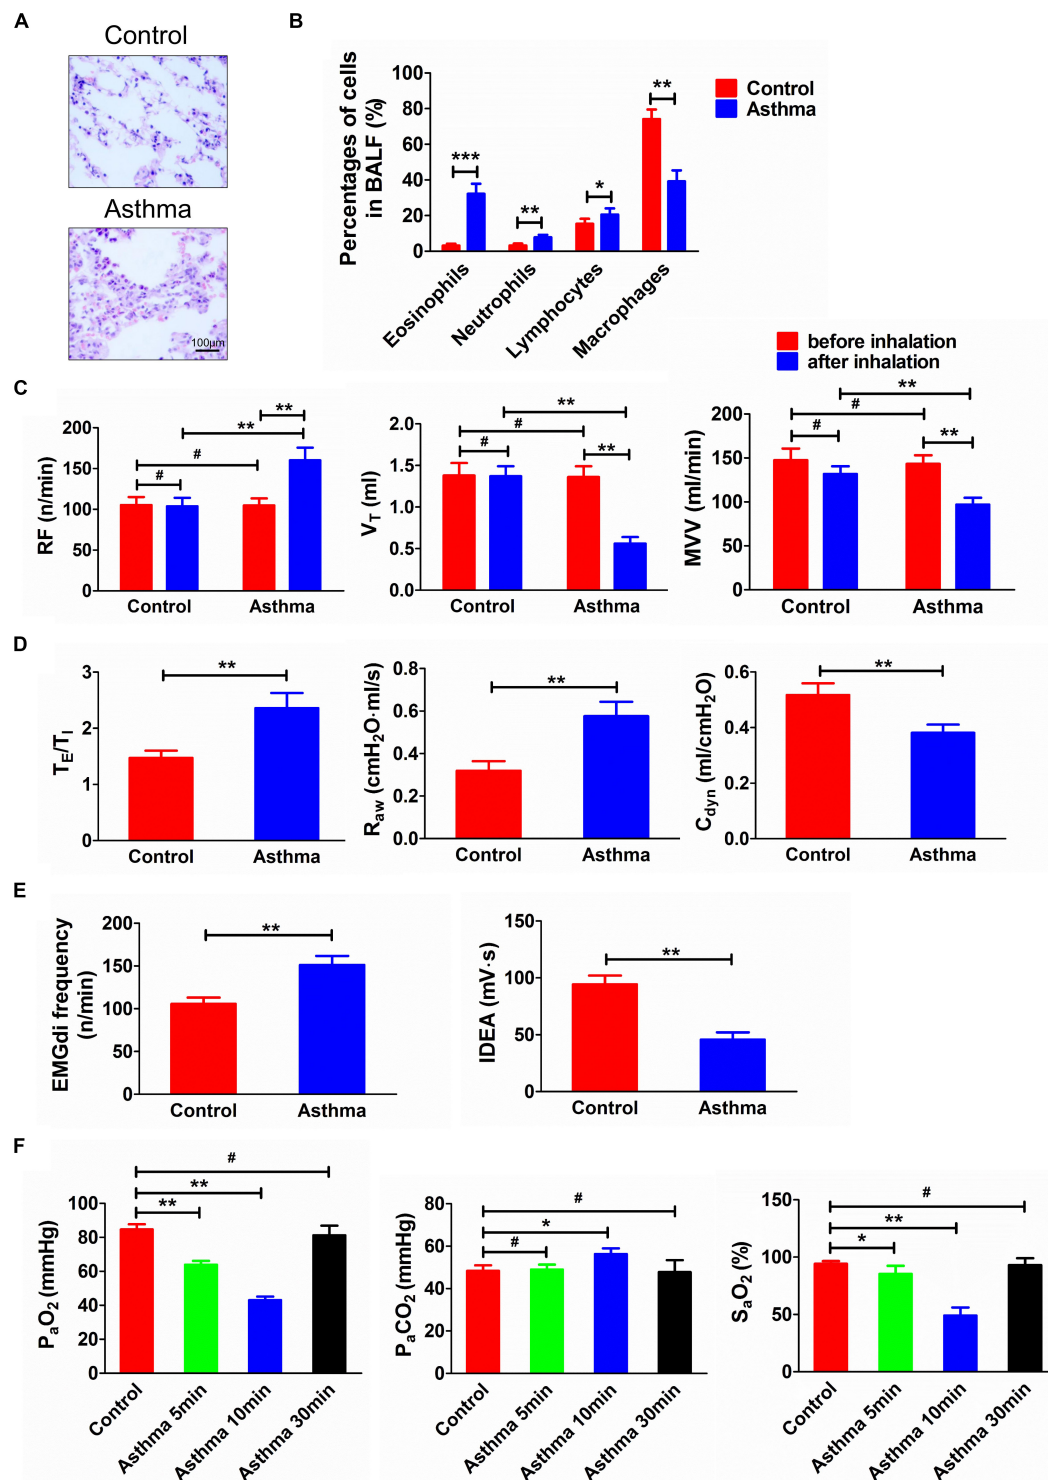 A
Control
Asthma
100μm
B
Percentages of cells
in BALF (%)
100
80
60
40
20
0
***
**
*
**
Control
Asthma
Eosinophils
Neutrophils
Lymphocytes
Macrophages
before inhalation
after inhalation
C
RF (n/min)
200
150
100
50
0
#
#
**
**
Control
Asthma
V_T (ml)
2.0
1.5
1.0
0.5
0.0
#
#
**
**
Control
Asthma
MVV (ml/min)
200
150
100
50
0
#
#
**
**
Control
Asthma
D
T_E/T_I
3
2
1
0
**
Control
Asthma
R_aw (cmH2O·ml/s)
0.8
0.6
0.4
0.2
0.0
**
Control
Asthma
C_dyn (ml/cmH2O)
0.6
0.4
0.2
0.0
**
Control
Asthma
E
EMGdi frequency
(n/min)
200
150
100
50
0
**
Control
Asthma
IDEA (mV·s)
150
100
50
0
**
Control
Asthma
F
PaO2 (mmHg)
100
80
60
40
20
0
#
**
**
Control
Asthma 5min
Asthma 10min
Asthma 30min
PaCO2 (mmHg)
80
60
40
20
0
#
*
#
Control
Asthma 5min
Asthma 10min
Asthma 30min
SaO2 (%)
150
100
50
0
#
**
*
Control
Asthma 5min
Asthma 10min
Asthma 30min